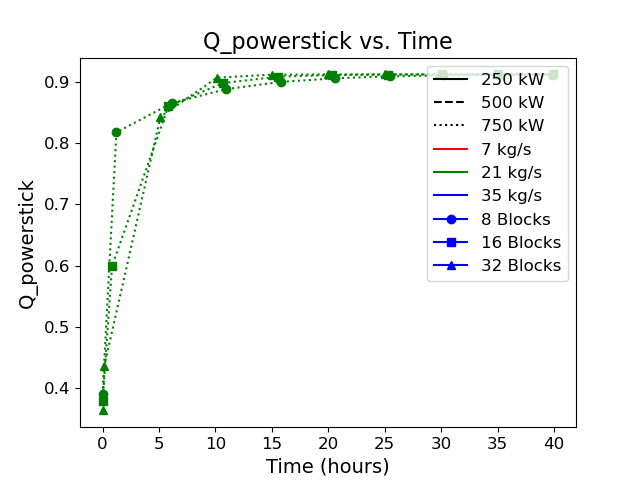 Q_powerstick vs. Time
Q_powerstick
0.9
0.8
0.7
0.6
0.5
0.4
250 kW
500 kW
750 kW
7 kg/s
21 kg/s
35 kg/s
8 Blocks
16 Blocks
32 Blocks
0 5 10 15 20 25 30 35 40
Time (hours)